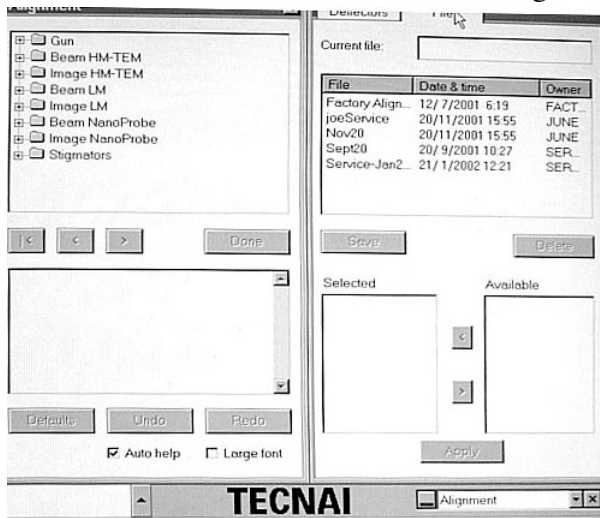 Alignment
Gun
Beam HM-TEM
Image HM-TEM
Beam LM
Image LM
Beam NanoProbe
Image NanoProbe
Stigmators
|< < > Done
Defaults Undo Redo
Auto help Large font
Deflectors File
Current file:
File Date & time Owner
Factory Align... 12/ 7/2001 6:19 FACT...
joeService 20/11/2001 15:55 JUNE
Nov20 20/11/2001 15:55 JUNE
Sept20 20/ 9/2001 10:27 SER...
Service-Jan2... 21/ 1/2002 12:21 SER...
Save Delete
Selected Available
<
>
Apply
TECNAI Alignment